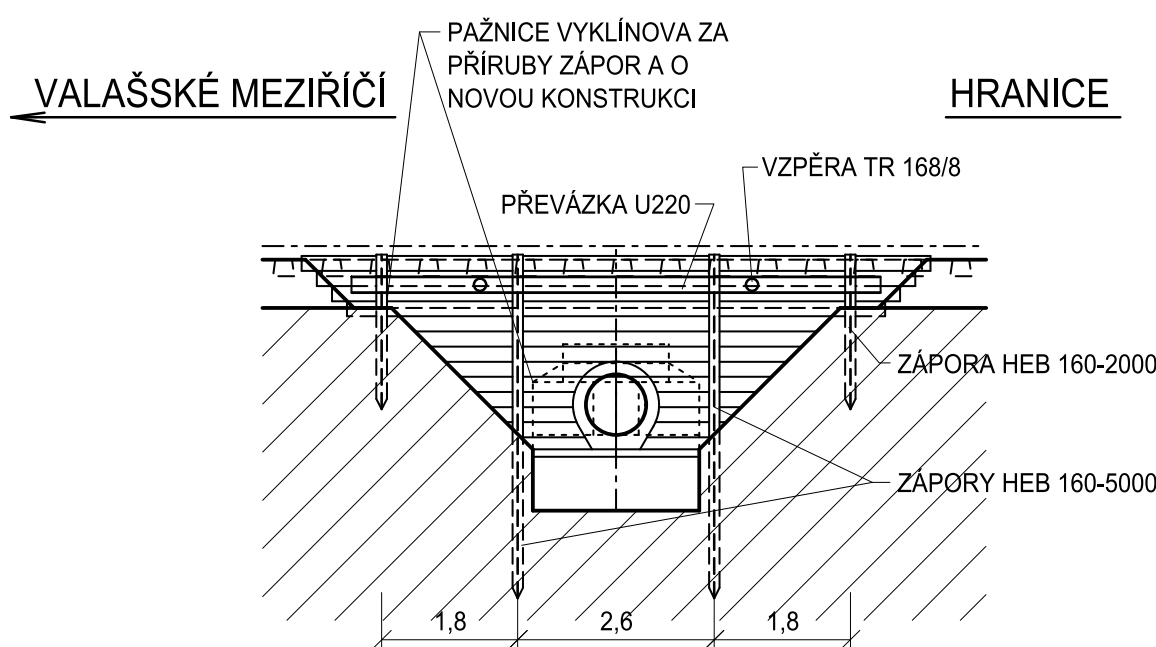 PAŽNICE VYKLÍNOVA ZA
PŘÍRUBY ZÁPOR A O
NOVOU KONSTRUKCI
VALAŠSKÉ MEZIŘÍČÍ
HRANICE
VZPĚRA TR 168/8
PŘEVÁZKA U220
ZÁPORA HEB 160-2000
ZÁPORY HEB 160-5000
1,8
2,6
1,8